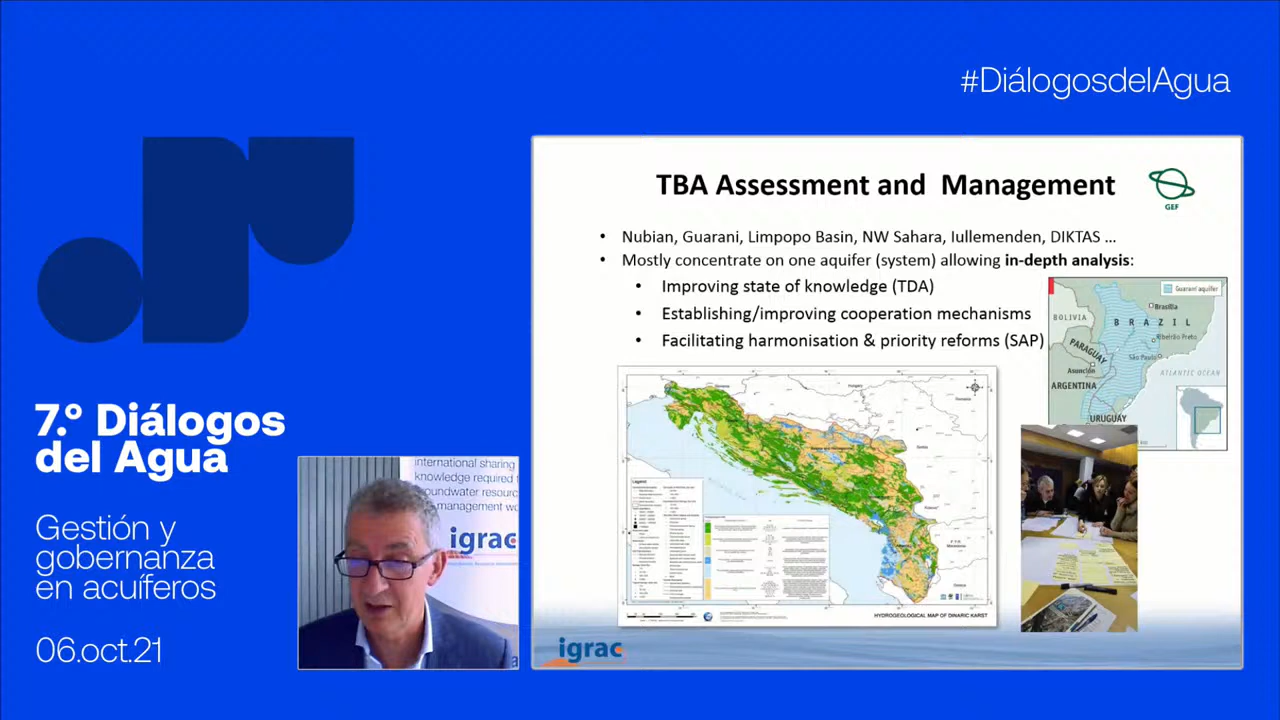 #DiálogosdelAgua
7.º Diálogos
del Agua
Gestión y
gobernanza
en acuíferos
06.oct.21
international sharing
knowledge required
management wo
igrac
TBA Assessment and Management
GEF
• Nubian, Guarani, Limpopo Basin, NW Sahara, Iullemenden, DIKTAS ...
• Mostly concentrate on one aquifer (system) allowing in-depth analysis:
• Improving state of knowledge (TDA)
• Establishing/improving cooperation mechanisms
• Facilitating harmonisation & priority reforms (SAP)
Guaraní aquifer
Brasília
BOLIVIA
BRAZIL
Ribeirão Preto
PARAGUAY
São Paulo
Asunción
ATLANTIC OCEAN
ARGENTINA
URUGUAY
Legend
HYDROGEOLOGICAL MAP OF DINARIC KARST
igrac